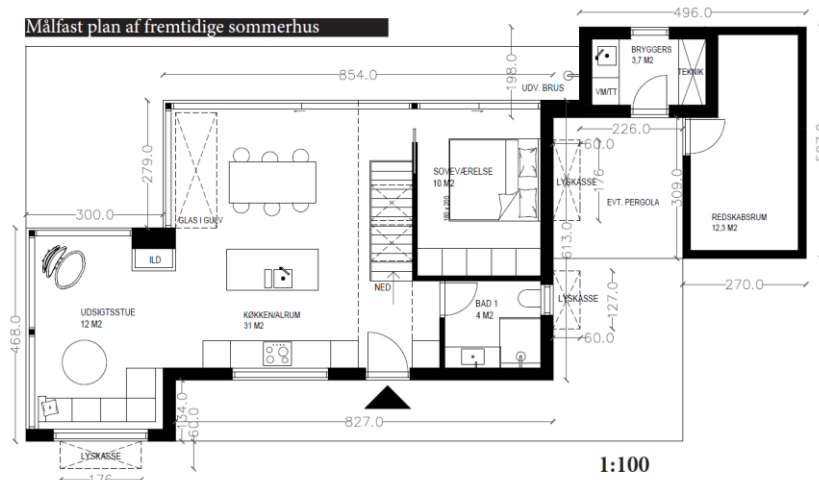 Målfast plan af fremtidige sommerhus
496.0
BRYGGERS
3,7 M2
TEKNIK
VM/TT
854.0
198.0
UDV. BRUS
279.0
226.0
60.0
SOVEVÆRELSE
10 M2
180 x 200
LYSKASSE
176
EVT. PERGOLA
309.0
REDSKABSRUM
12,3 M2
300.0
GLAS I GULV
613.0
ILD
NED
LYSKASSE
127.0
270.0
UDSIGTSSTUE
12 M2
KØKKEN/ALRUM
31 M2
BAD 1
4 M2
468.0
60.0
134.0
827.0
60.0
LYSKASSE
176
1:100